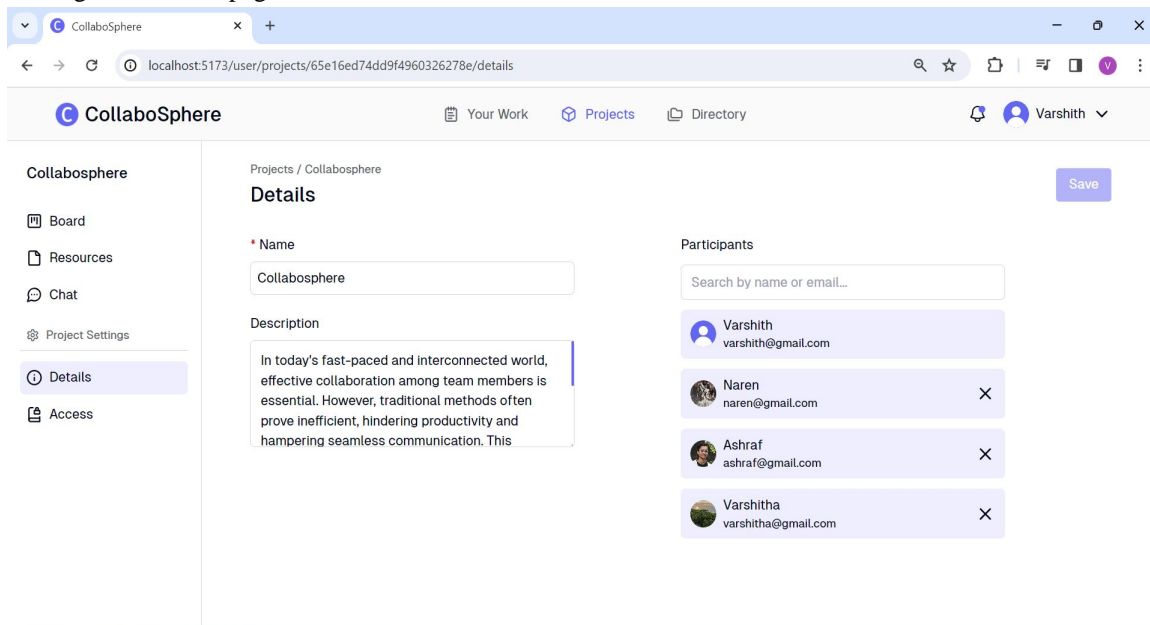 CollaboSphere
localhost:5173/user/projects/65e16ed74dd9f4960326278e/details
V
C CollaboSphere
Your Work
Projects
Directory
Varshith
Collabosphere
Board
Resources
Chat
Project Settings
Details
Access
Projects / Collabosphere
Details
Save
* Name
Collabosphere
Description
In today's fast-paced and interconnected world,
effective collaboration among team members is
essential. However, traditional methods often
prove inefficient, hindering productivity and
hampering seamless communication. This
Participants
Search by name or email...
Varshith
varshith@gmail.com
Naren
naren@gmail.com
Ashraf
ashraf@gmail.com
Varshitha
varshitha@gmail.com